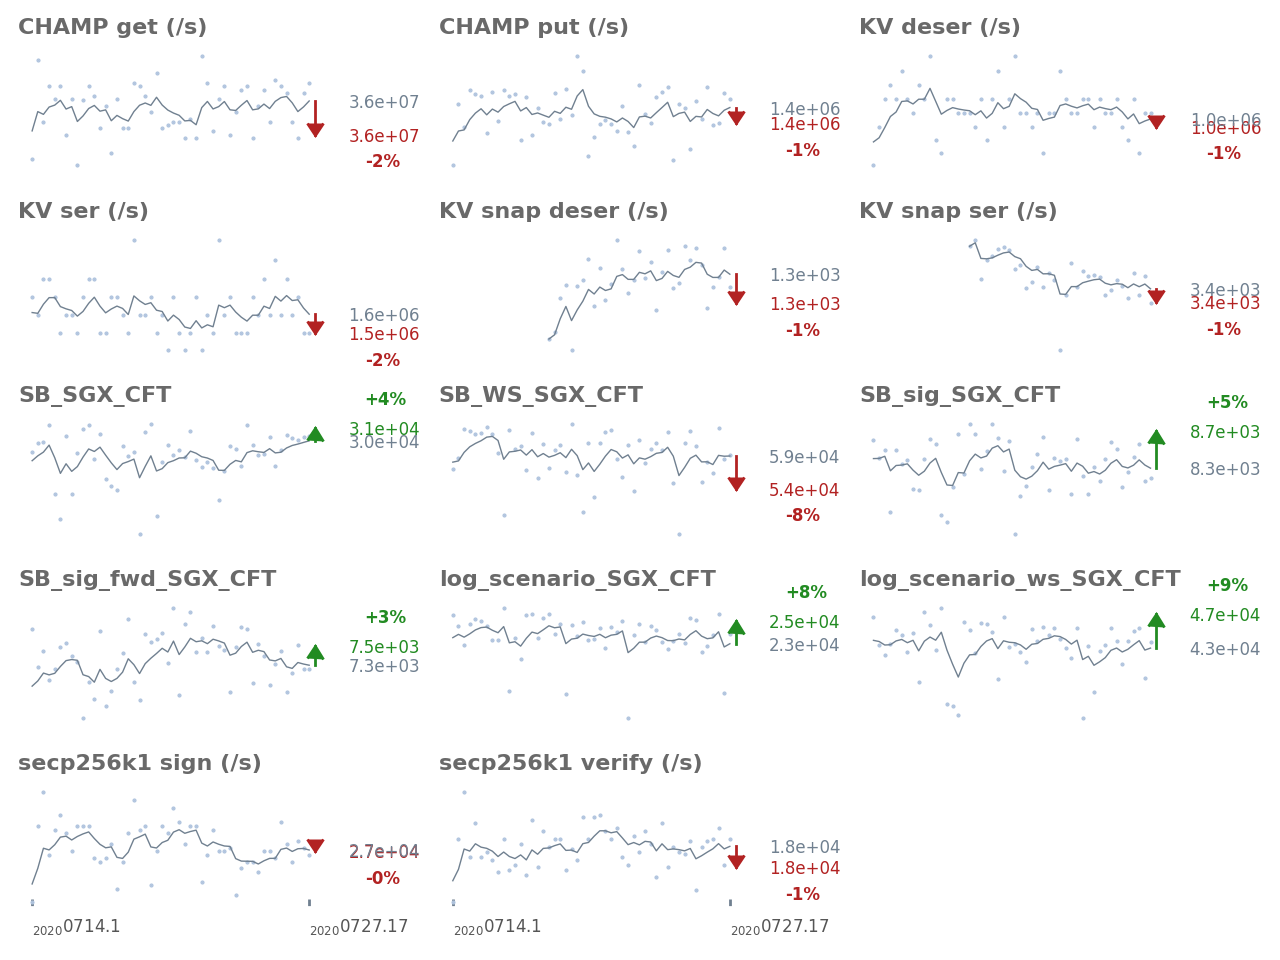 CHAMP get (/s)
3.6e+07
3.6e+07
-2%
CHAMP put (/s)
1.4e+06
1.4e+06
-1%
KV deser (/s)
1.0e+06
1.0e+06
-1%
KV ser (/s)
1.6e+06
1.5e+06
-2%
KV snap deser (/s)
1.3e+03
1.3e+03
-1%
KV snap ser (/s)
3.4e+03
3.4e+03
-1%
SB_SGX_CFT
+4%
3.1e+04
3.0e+04
SB_WS_SGX_CFT
5.9e+04
5.4e+04
-8%
SB_sig_SGX_CFT
+5%
8.7e+03
8.3e+03
SB_sig_fwd_SGX_CFT
+3%
7.5e+03
7.3e+03
log_scenario_SGX_CFT
+8%
2.5e+04
2.3e+04
log_scenario_ws_SGX_CFT
+9%
4.7e+04
4.3e+04
secp256k1 sign (/s)
2.7e+04
-0%
20200714.1
20200727.17
secp256k1 verify (/s)
1.8e+04
1.8e+04
-1%
20200714.1
20200727.17